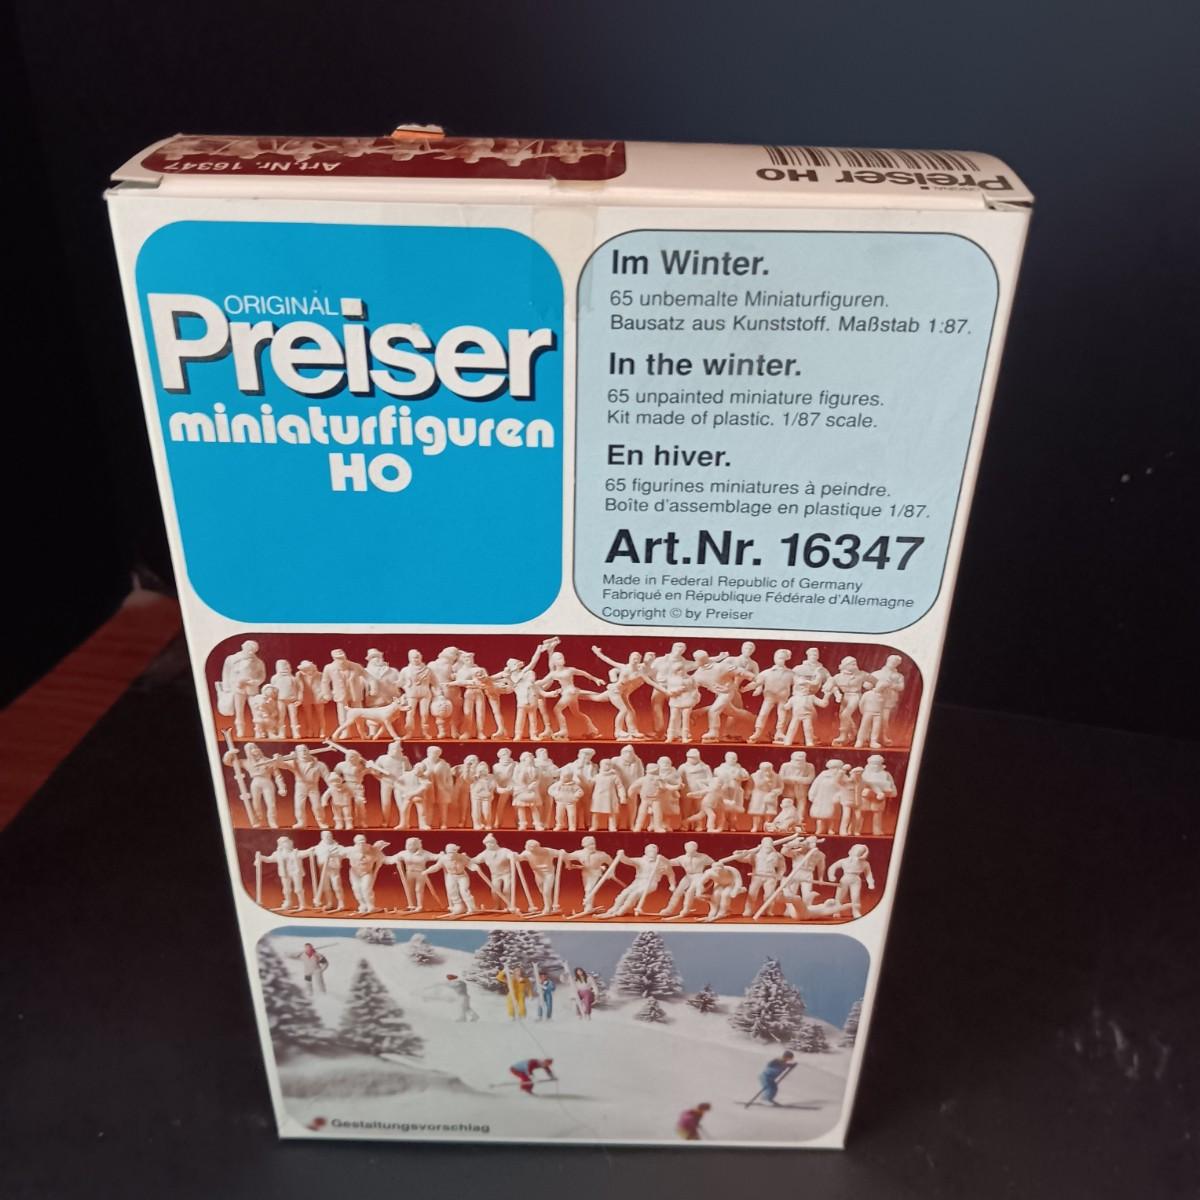 Art.Nr. 16347
Preiser HO
ORIGINAL
Preiser
miniaturfiguren
HO
Im Winter.
65 unbemalte Miniaturfiguren.
Bausatz aus Kunststoff. Maßstab 1:87.
In the winter.
65 unpainted miniature figures.
Kit made of plastic. 1/87 scale.
En hiver.
65 figurines miniatures à peindre.
Boîte d'assemblage en plastique 1/87.
Art.Nr. 16347
Made in Federal Republic of Germany
Fabriqué en République Fédérale d'Allemagne
Copyright © by Preiser
Gestaltungsvorschlag